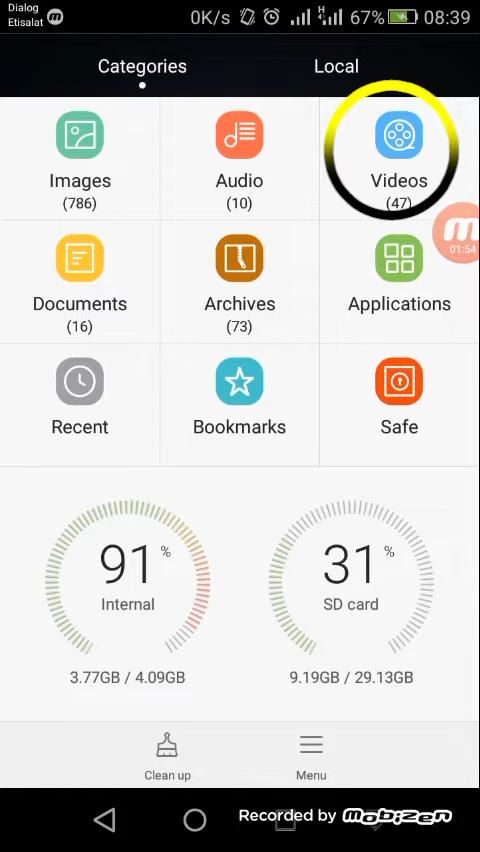 Dialog
Etisalat
0K/s
H
67%
08:39
Categories
Local
Images
(786)
Audio
(10)
Videos
(47)
01:54
Documents
(16)
Archives
(73)
Applications
Recent
Bookmarks
Safe
91%
Internal
3.77GB / 4.09GB
31%
SD card
9.19GB / 29.13GB
Clean up
Menu
Recorded by mobizen